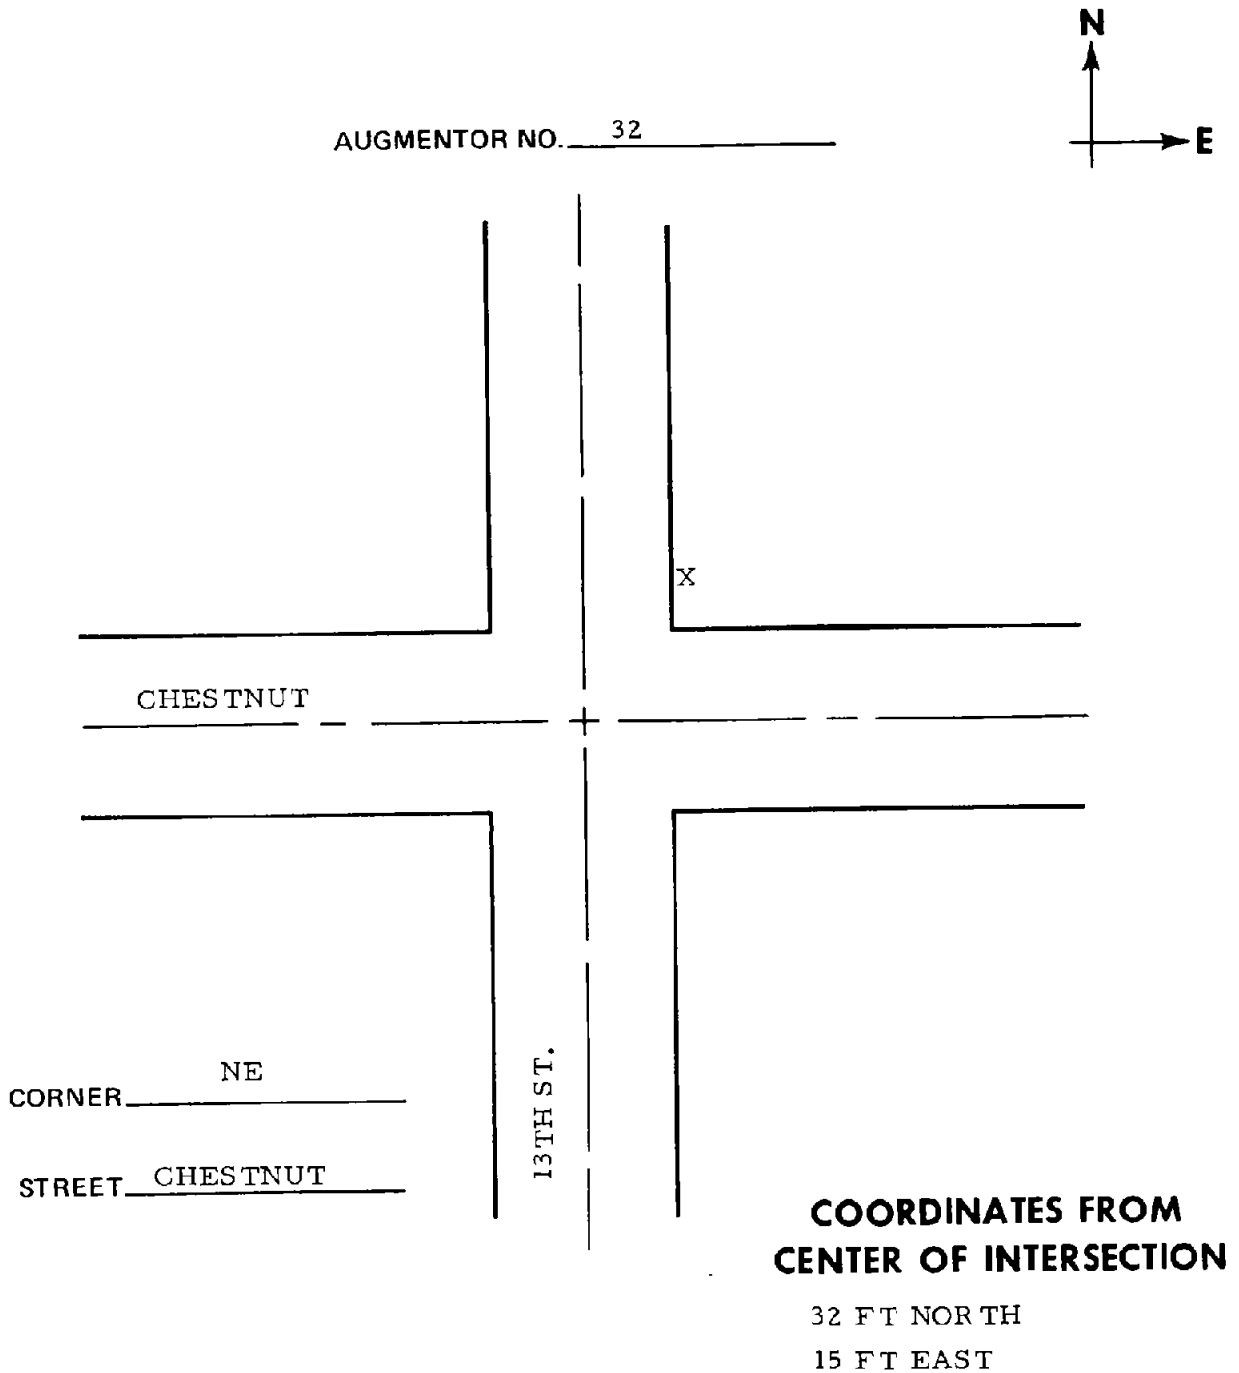 N
E
AUGMENTOR NO. 32
X
CHESTNUT
13TH ST.
CORNER NE
STREET CHESTNUT
COORDINATES FROM
CENTER OF INTERSECTION
32 FT NORTH
15 FT EAST